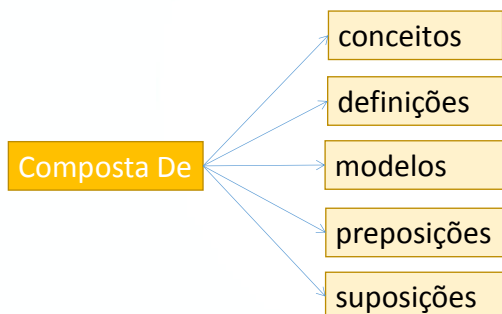 conceitos
definições
Composta De
modelos
preposições
suposições